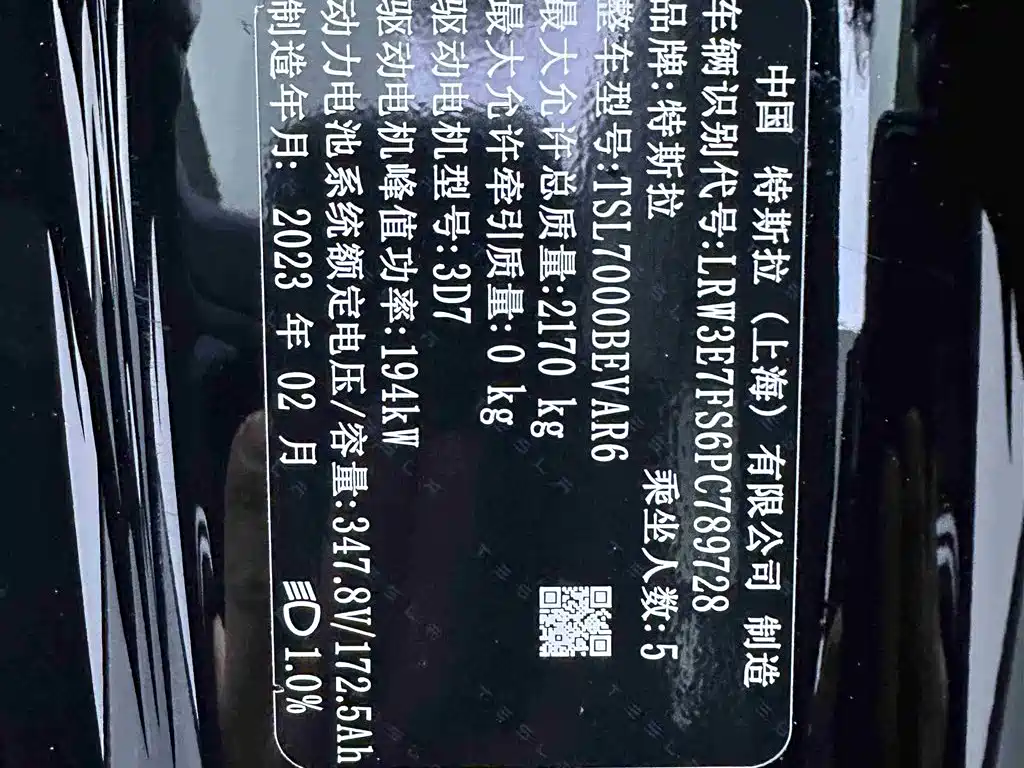 中国 特斯拉（上海）有限公司 制造
车辆识别代号:LRW3E7FS6PC789728
品牌:特斯拉 乘坐人数:5
整车型号:TSL7000BEVAR6
最大允许总质量:2170 kg
最大允许牵引质量:0 kg
驱动电机型号:3D7
驱动电机峰值功率:194kW
动力电池系统额定电压/容量:347.8V/172.5Ah
制造年月: 2023 年 02 月 1.0%